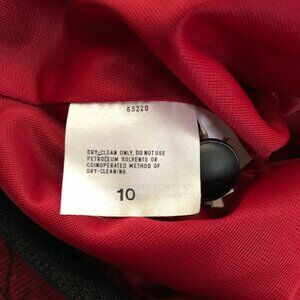 65220
DRY-CLEAN ONLY, DO NOT USE
PETROLEUM SOLVENTS OR
COINOPERATED METHOD OF
DRY-CLEANING
10